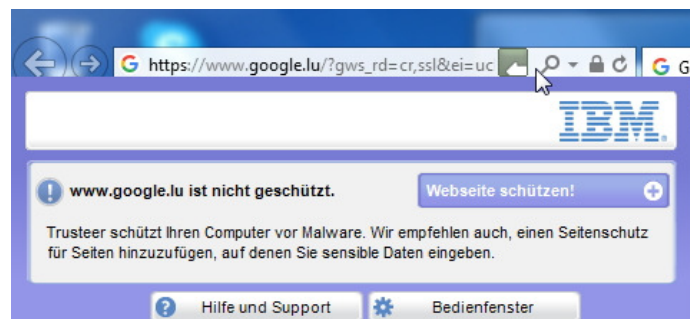 https://www.google.lu/?gws_rd=cr,ssl&ei=uc
G
IBM.
www.google.lu ist nicht geschützt.
Webseite schützen!
Trusteer schützt Ihren Computer vor Malware. Wir empfehlen auch, einen Seitenschutz
für Seiten hinzuzufügen, auf denen Sie sensible Daten eingeben.
Hilfe und Support
Bedienfenster